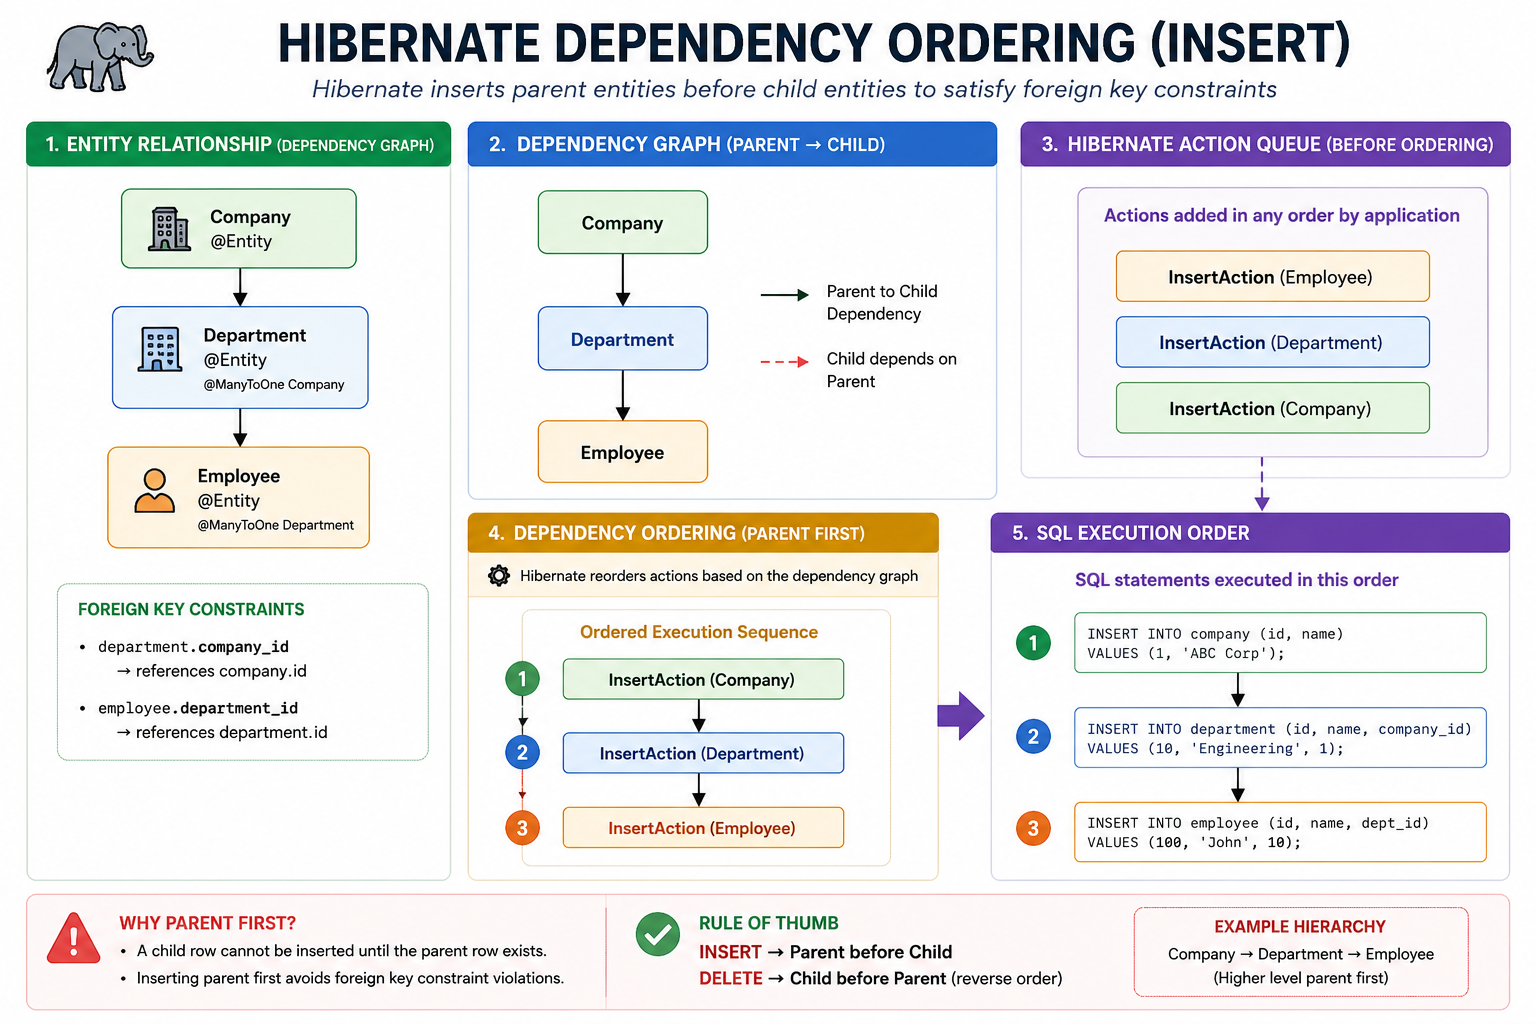 HIBERNATE DEPENDENCY ORDERING (INSERT)
Hibernate inserts parent entities before child entities to satisfy foreign key constraints
1. ENTITY RELATIONSHIP (DEPENDENCY GRAPH)
Company
@Entity
Department
@Entity
@ManyToOne Company
Employee
@Entity
@ManyToOne Department
FOREIGN KEY CONSTRAINTS
• department.company_id
→ references company.id
• employee.department_id
→ references department.id
2. DEPENDENCY GRAPH (PARENT → CHILD)
Company
Department
Employee
Parent to Child
Dependency
Child depends on
Parent
3. HIBERNATE ACTION QUEUE (BEFORE ORDERING)
Actions added in any order by application
InsertAction (Employee)
InsertAction (Department)
InsertAction (Company)
4. DEPENDENCY ORDERING (PARENT FIRST)
Hibernate reorders actions based on the dependency graph
Ordered Execution Sequence
1 InsertAction (Company)
2 InsertAction (Department)
3 InsertAction (Employee)
5. SQL EXECUTION ORDER
SQL statements executed in this order
1
INSERT INTO company (id, name)
VALUES (1, 'ABC Corp');
2
INSERT INTO department (id, name, company_id)
VALUES (10, 'Engineering', 1);
3
INSERT INTO employee (id, name, dept_id)
VALUES (100, 'John', 10);
WHY PARENT FIRST?
• A child row cannot be inserted until the parent row exists.
• Inserting parent first avoids foreign key constraint violations.
RULE OF THUMB
INSERT → Parent before Child
DELETE → Child before Parent (reverse order)
EXAMPLE HIERARCHY
Company → Department → Employee
(Higher level parent first)